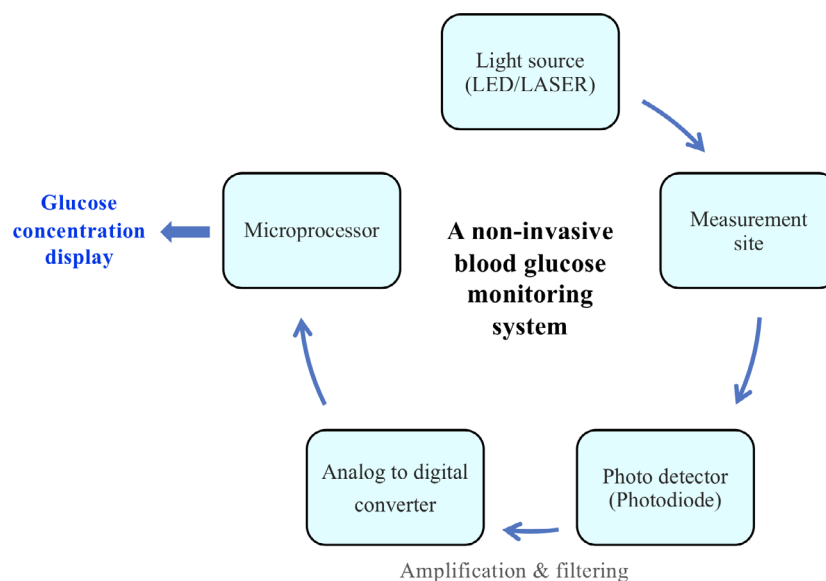 Light source
(LED/LASER)
Measurement
site
Photo detector
(Photodiode)
Amplification & filtering
Analog to digital
converter
Microprocessor
Glucose
concentration
display
A non-invasive
blood glucose
monitoring
system